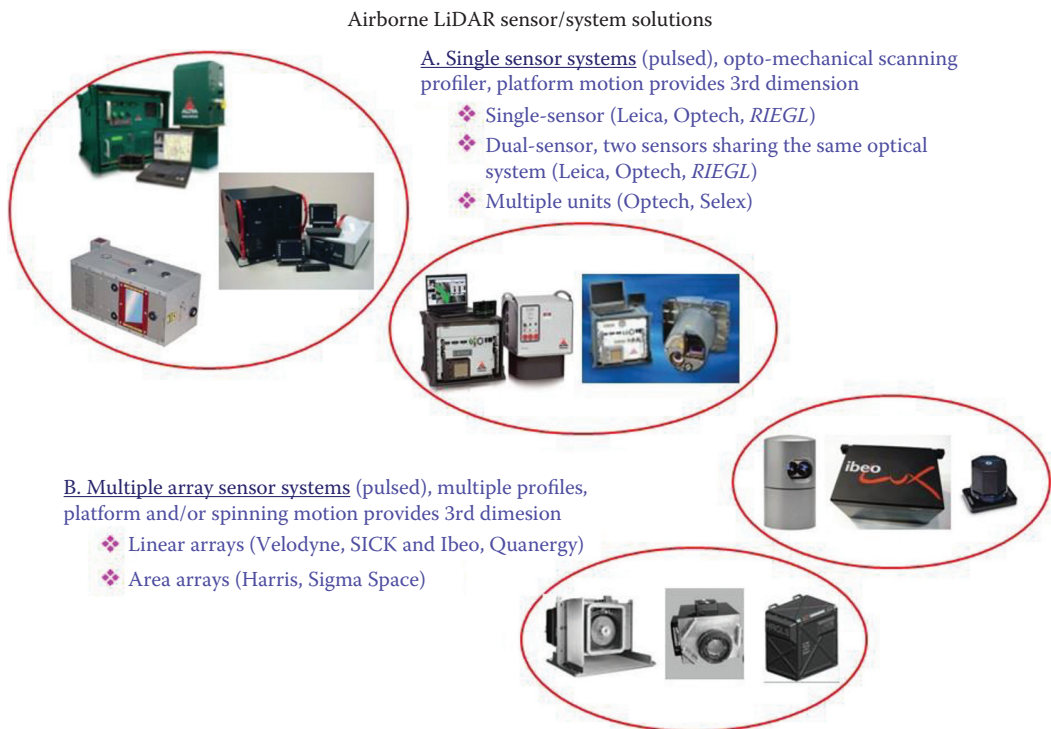 Airborne LiDAR sensor/system solutions
A. Single sensor systems (pulsed), opto-mechanical scanning
profiler, platform motion provides 3rd dimension
❖ Single-sensor (Leica, Optech, RIEGL)
❖ Dual-sensor, two sensors sharing the same optical
system (Leica, Optech, RIEGL)
❖ Multiple units (Optech, Selex)
ibeo
LUX
B. Multiple array sensor systems (pulsed), multiple profiles,
platform and/or spinning motion provides 3rd dimesion
❖ Linear arrays (Velodyne, SICK and Ibeo, Quanergy)
❖ Area arrays (Harris, Sigma Space)